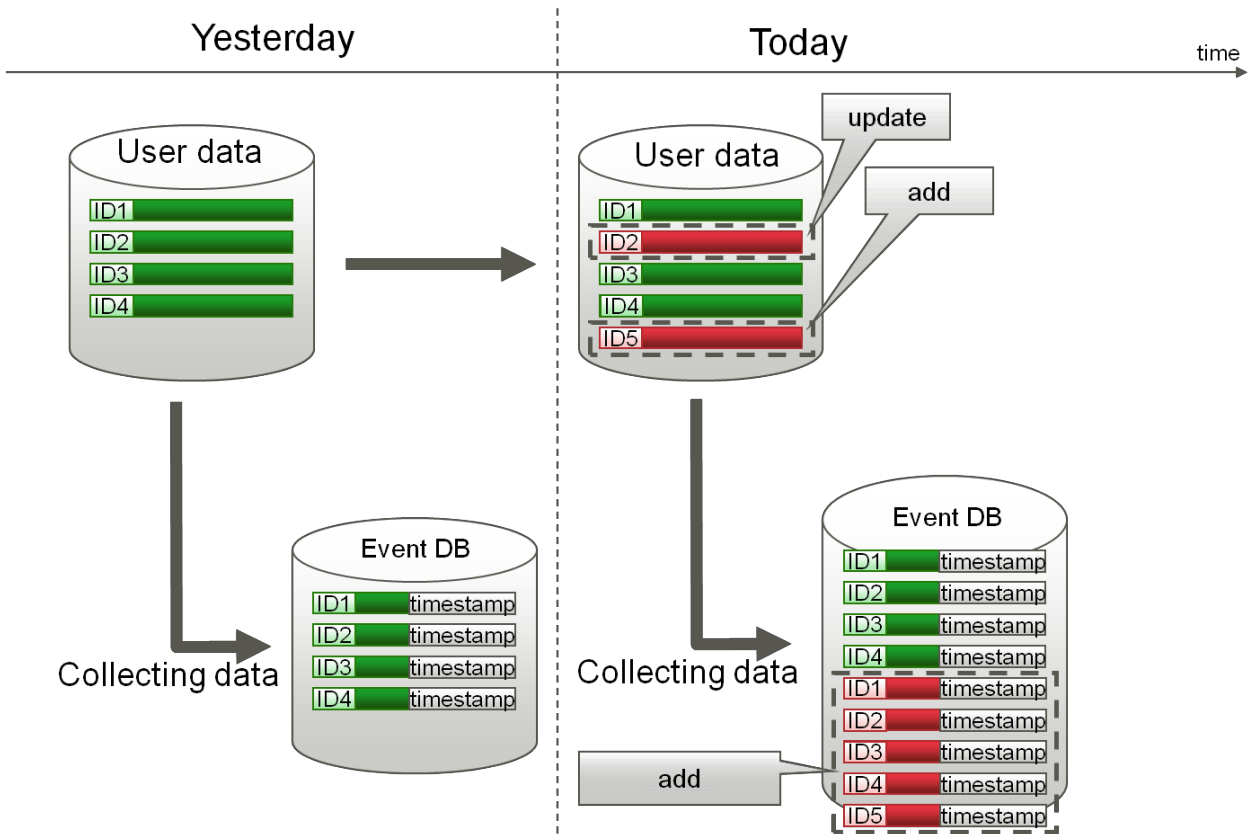 Yesterday
Today
time
User data
ID1
ID2
ID3
ID4
User data
ID1
ID2
ID3
ID4
ID5
update
add
Collecting data
Event DB
ID1 timestamp
ID2 timestamp
ID3 timestamp
ID4 timestamp
Collecting data
Event DB
ID1 timestamp
ID2 timestamp
ID3 timestamp
ID4 timestamp
ID1 timestamp
ID2 timestamp
ID3 timestamp
ID4 timestamp
ID5 timestamp
add